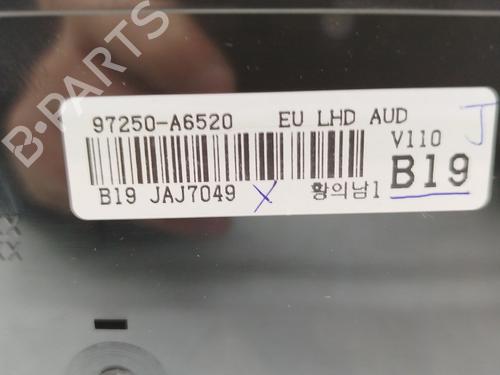 B-PARTS
97250-A6520 EU LHD AUD
V110
J
B19 JAJ7049 X 황의남1 B19